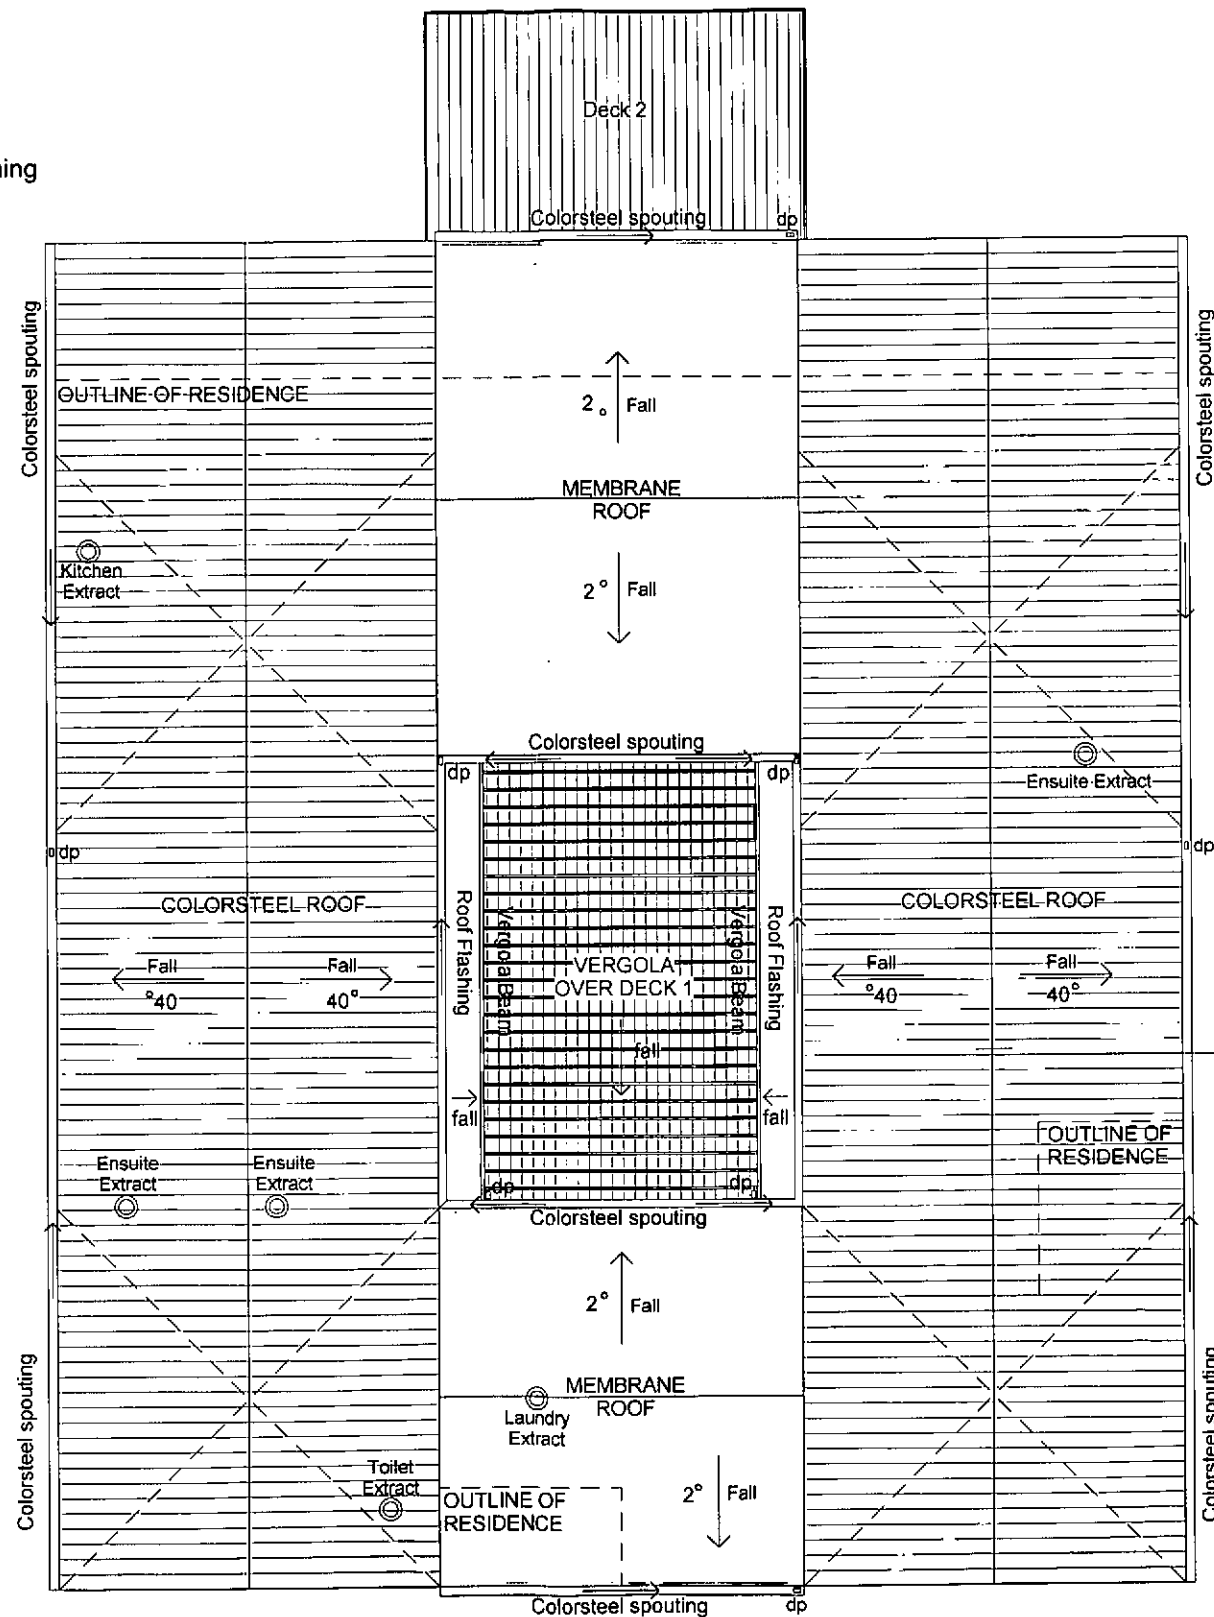 Deck 2
ning
Colorsteel spouting
dp
Colorsteel spouting
Colorsteel spouting
OUTLINE OF RESIDENCE
2° Fall
MEMBRANE
ROOF
Kitchen
Extract
2° Fall
Colorsteel spouting
dp
dp
Ensuite Extract
dp
dp
COLORSTEEL ROOF
Roof Flashing
Vergola Beam
VERGOLA
OVER DECK 1
Vergola Beam
Roof Flashing
COLORSTEEL ROOF
Fall
°40
Fall
40°
Fall
°40
Fall
40°
fall
fall
fall
OUTLINE OF
RESIDENCE
Ensuite
Extract
Ensuite
Extract
dp
dp
Colorsteel spouting
2° Fall
MEMBRANE
ROOF
Laundry
Extract
Colorsteel spouting
Colorsteel spouting
Toilet
Extract
OUTLINE OF
RESIDENCE
2° Fall
Colorsteel spouting
dp